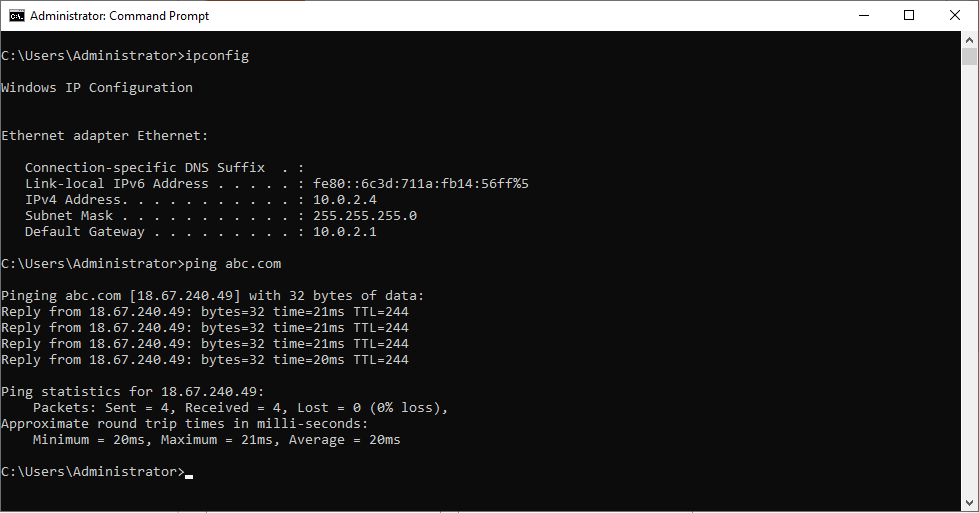 Administrator: Command Prompt
C:\Users\Administrator>ipconfig
Windows IP Configuration
Ethernet adapter Ethernet:
Connection-specific DNS Suffix  . :
Link-local IPv6 Address . . . . . : fe80::6c3d:711a:fb14:56ff%5
IPv4 Address. . . . . . . . . . . : 10.0.2.4
Subnet Mask . . . . . . . . . . . : 255.255.255.0
Default Gateway . . . . . . . . . : 10.0.2.1
C:\Users\Administrator>ping abc.com
Pinging abc.com [18.67.240.49] with 32 bytes of data:
Reply from 18.67.240.49: bytes=32 time=21ms TTL=244
Reply from 18.67.240.49: bytes=32 time=21ms TTL=244
Reply from 18.67.240.49: bytes=32 time=21ms TTL=244
Reply from 18.67.240.49: bytes=32 time=20ms TTL=244
Ping statistics for 18.67.240.49:
Packets: Sent = 4, Received = 4, Lost = 0 (0% loss),
Approximate round trip times in milli-seconds:
Minimum = 20ms, Maximum = 21ms, Average = 20ms
C:\Users\Administrator>